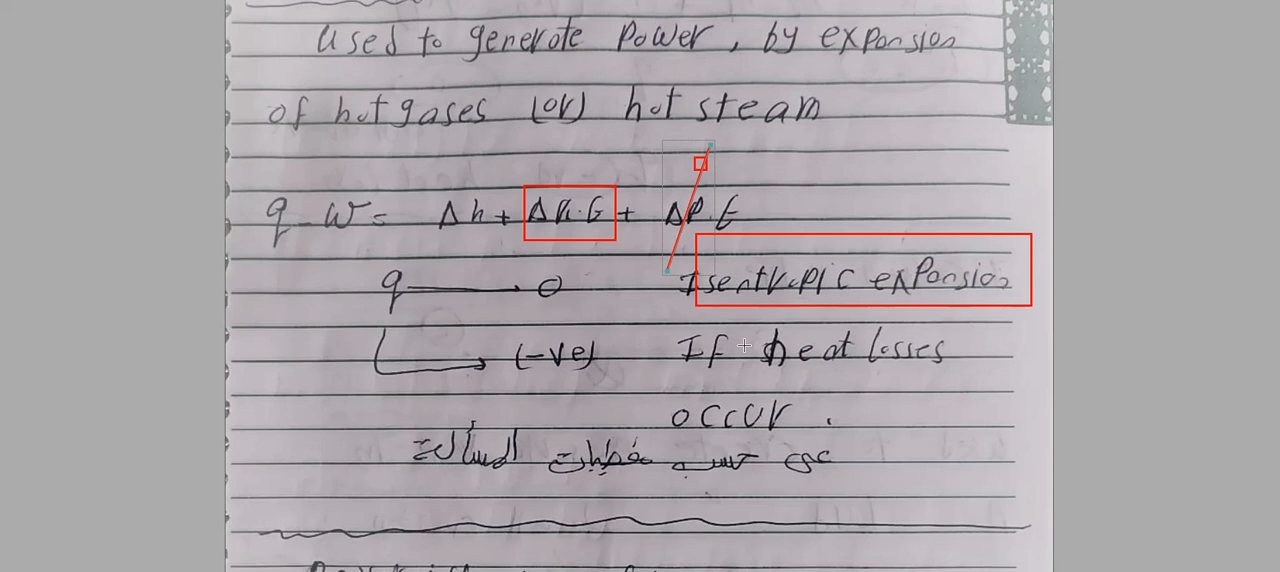 Used to generate Power, by expansion
of hot gases (or) hot steam
q - w = Δh + ΔK.E + ΔP.E
q → 0 Isentropic expansion
→ (-ve) If heat losses
occur.
على حسب معطيات المسألة